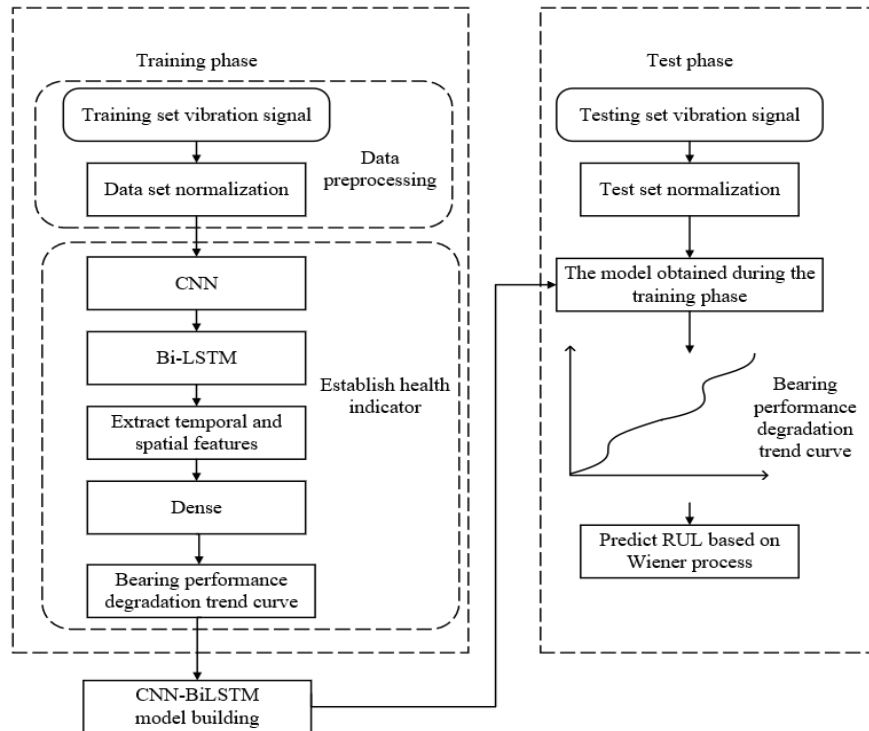 Training phase
Training set vibration signal
Data
preprocessing
Data set normalization
CNN
Bi-LSTM
Establish health
indicator
Extract temporal and
spatial features
Dense
Bearing performance
degradation trend curve
CNN-BiLSTM
model building
Test phase
Testing set vibration signal
Test set normalization
The model obtained during the
training phase
Bearing
performance
degradation
trend curve
Predict RUL based on
Wiener process